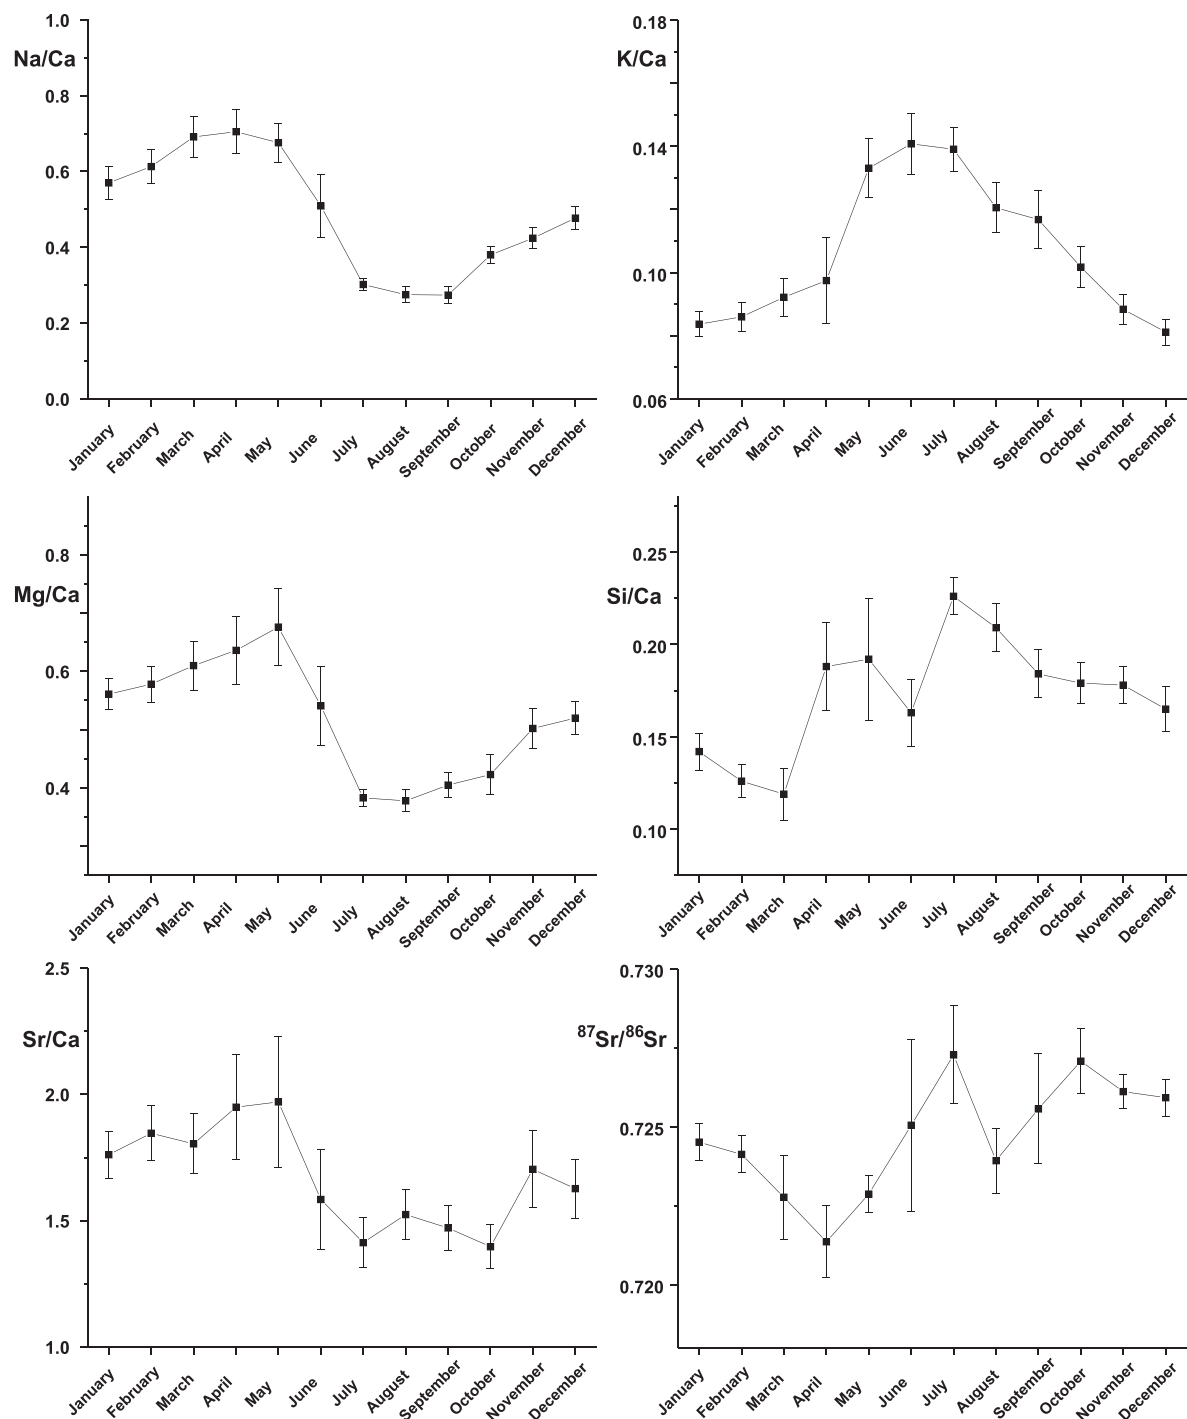 1.0
Na/Ca
0.8
0.6
0.4
0.2
0.0
January
February
March
April
May
June
July
August
September
October
November
December
0.18
K/Ca
0.14
0.10
0.06
January
February
March
April
May
June
July
August
September
October
November
December
0.8
Mg/Ca
0.6
0.4
January
February
March
April
May
June
July
August
September
October
November
December
0.25
Si/Ca
0.20
0.15
0.10
January
February
March
April
May
June
July
August
September
October
November
December
2.5
Sr/Ca
2.0
1.5
1.0
January
February
March
April
May
June
July
August
September
October
November
December
0.730
⁸⁷Sr/⁸⁶Sr
0.725
0.720
January
February
March
April
May
June
July
August
September
October
November
December